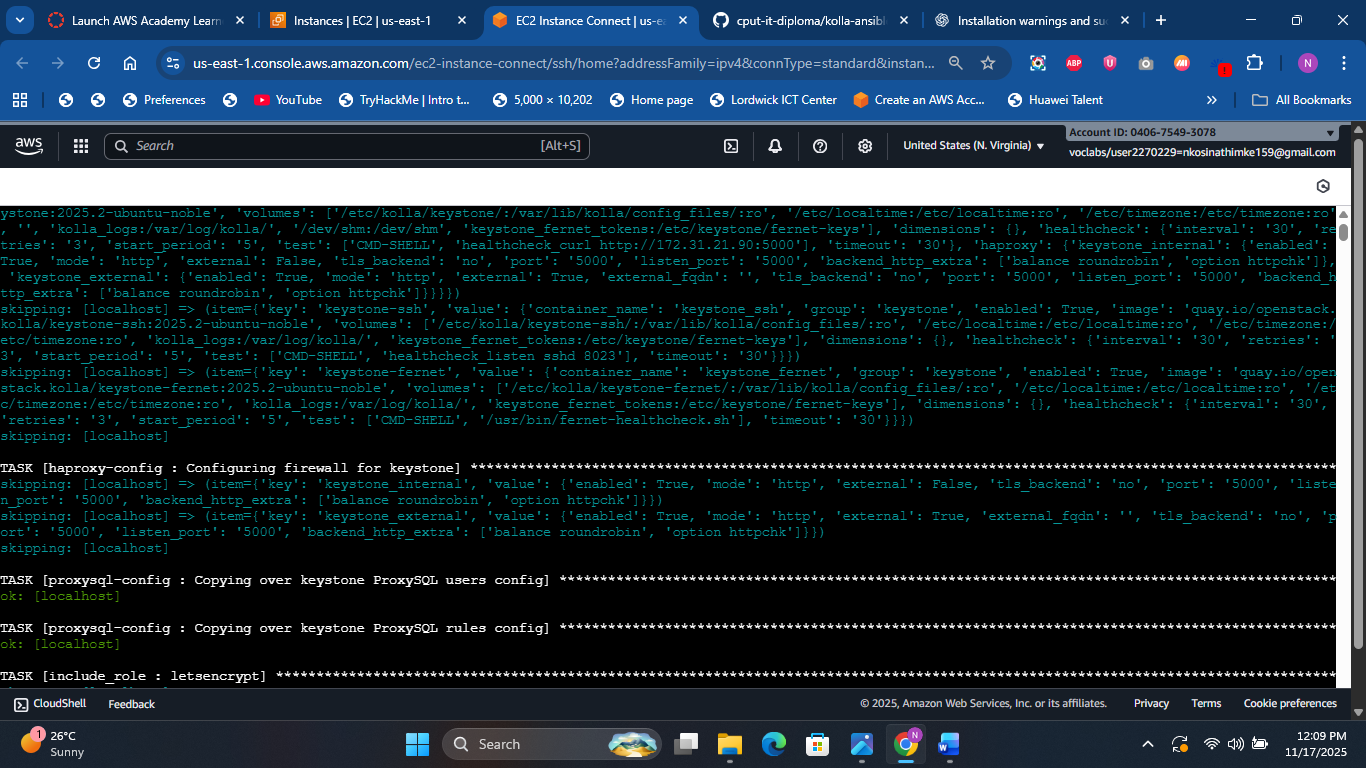 Launch AWS Academy Learn
Instances | EC2 | us-east-1
EC2 Instance Connect | us-ea
cput-it-diploma/kolla-ansibl
Installation warnings and su
us-east-1.console.aws.amazon.com/ec2-instance-connect/ssh/home?addressFamily=ipv4&connType=standard&instan...
ABP
N
Preferences
YouTube
TryHackMe | Intro t...
5,000 × 10,202
Home page
Lordwick ICT Center
Create an AWS Acc...
Huawei Talent
All Bookmarks
aws
Search
[Alt+S]
United States (N. Virginia)
Account ID: 0406-7549-3078
voclabs/user2270229=nkosinathimke159@gmail.com
ystone:2025.2-ubuntu-noble', 'volumes': ['/etc/kolla/keystone/:/var/lib/kolla/config_files/:ro', '/etc/localtime:/etc/localtime:ro', '/etc/timezone:/etc/timezone:ro'
, '', 'kolla_logs:/var/log/kolla/', '/dev/shm:/dev/shm', 'keystone_fernet_tokens:/etc/keystone/fernet-keys'], 'dimensions': {}, 'healthcheck': {'interval': '30', 're
tries': '3', 'start_period': '5', 'test': ['CMD-SHELL', 'healthcheck_curl http://172.31.21.90:5000'], 'timeout': '30'}, 'haproxy': {'keystone_internal': {'enabled':
True, 'mode': 'http', 'external': False, 'tls_backend': 'no', 'port': '5000', 'listen_port': '5000', 'backend_http_extra': ['balance roundrobin', 'option httpchk']},
'keystone_external': {'enabled': True, 'mode': 'http', 'external': True, 'external_fqdn': '', 'tls_backend': 'no', 'port': '5000', 'listen_port': '5000', 'backend_h
ttp_extra': ['balance roundrobin', 'option httpchk']}}}})
skipping: [localhost] => (item={'key': 'keystone-ssh', 'value': {'container_name': 'keystone_ssh', 'group': 'keystone', 'enabled': True, 'image': 'quay.io/openstack.
kolla/keystone-ssh:2025.2-ubuntu-noble', 'volumes': ['/etc/kolla/keystone-ssh/:/var/lib/kolla/config_files/:ro', '/etc/localtime:/etc/localtime:ro', '/etc/timezone:/
etc/timezone:ro', 'kolla_logs:/var/log/kolla/', 'keystone_fernet_tokens:/etc/keystone/fernet-keys'], 'dimensions': {}, 'healthcheck': {'interval': '30', 'retries': '
3', 'start_period': '5', 'test': ['CMD-SHELL', 'healthcheck_listen sshd 8023'], 'timeout': '30'}}})
skipping: [localhost] => (item={'key': 'keystone-fernet', 'value': {'container_name': 'keystone_fernet', 'group': 'keystone', 'enabled': True, 'image': 'quay.io/open
stack.kolla/keystone-fernet:2025.2-ubuntu-noble', 'volumes': ['/etc/kolla/keystone-fernet/:/var/lib/kolla/config_files/:ro', '/etc/localtime:/etc/localtime:ro', '/et
c/timezone:/etc/timezone:ro', 'kolla_logs:/var/log/kolla/', 'keystone_fernet_tokens:/etc/keystone/fernet-keys'], 'dimensions': {}, 'healthcheck': {'interval': '30',
'retries': '3', 'start_period': '5', 'test': ['CMD-SHELL', '/usr/bin/fernet-healthcheck.sh'], 'timeout': '30'}}})
skipping: [localhost]
TASK [haproxy-config : Configuring firewall for keystone] ************************************************************
skipping: [localhost] => (item={'key': 'keystone_internal', 'value': {'enabled': True, 'mode': 'http', 'external': False, 'tls_backend': 'no', 'port': '5000', 'liste
n_port': '5000', 'backend_http_extra': ['balance roundrobin', 'option httpchk']}})
skipping: [localhost] => (item={'key': 'keystone_external', 'value': {'enabled': True, 'mode': 'http', 'external': True, 'external_fqdn': '', 'tls_backend': 'no', 'p
ort': '5000', 'listen_port': '5000', 'backend_http_extra': ['balance roundrobin', 'option httpchk']}})
skipping: [localhost]
TASK [proxysql-config : Copying over keystone ProxySQL users config] ************************************************************
ok: [localhost]
TASK [proxysql-config : Copying over keystone ProxySQL rules config] ************************************************************
ok: [localhost]
TASK [include_role : letsencrypt] ************************************************************
CloudShell
Feedback
© 2025, Amazon Web Services, Inc. or its affiliates.
Privacy
Terms
Cookie preferences
1
26°C
Sunny
Search
N
12:09 PM
11/17/2025